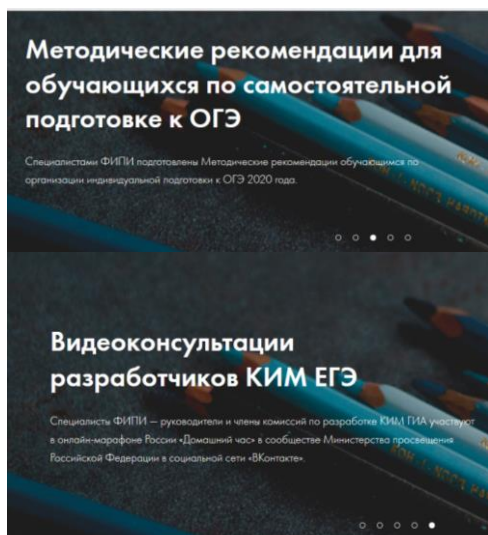 Методические рекомендации для
обучающихся по самостоятельной
подготовке к ОГЭ
Специалистами ФИПИ подготовлены Методические рекомендации обучающимся по
организации индивидуальной подготовки к ОГЭ 2020 года.
Видеоконсультации
разработчиков КИМ ЕГЭ
Специалисты ФИПИ — руководители и члены комиссий по разработке КИМ ГИА участвуют
в онлайн-марафоне России «Домашний час» в сообществе Министерства просвещения
Российской Федерации в социальной сети «ВКонтакте».